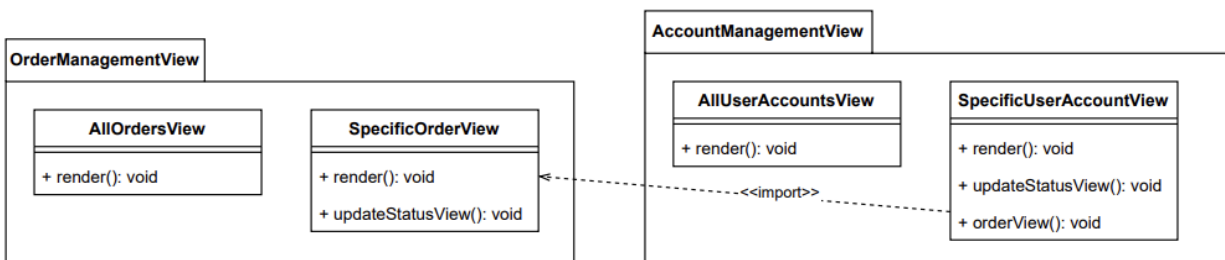 OrderManagementView
AllOrdersView
+ render(): void
SpecificOrderView
+ render(): void
+ updateStatusView(): void
AccountManagementView
AllUserAccountsView
+ render(): void
SpecificUserAccountView
+ render(): void
+ updateStatusView(): void
+ orderView(): void
<<import>>